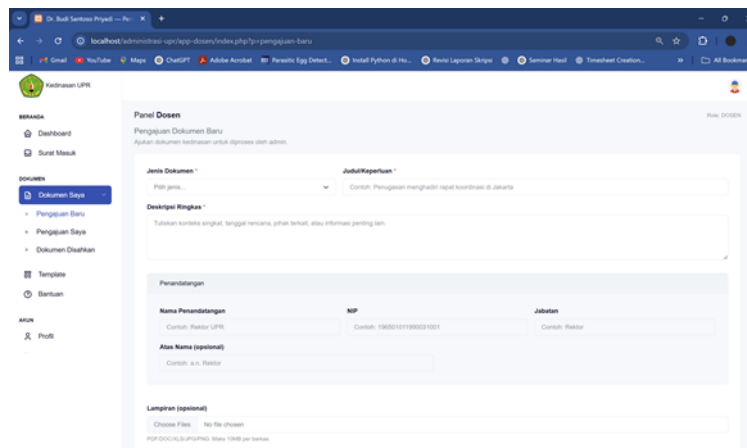 Dr. Budi Santoso Priyadi — Per
localhost/administrasi-upr/app-dosen/index.php?p=pengajuan-baru
Gmail YouTube Maps ChatGPT Adobe Acrobat Parasitic Egg Detect... Install Python di Ho... Revisi Laporan Skripsi Seminar Hasil Timesheet Creation... » All Bookmar
Kedinasan UPR
BERANDA
Dashboard
Surat Masuk
DOKUMEN
Dokumen Saya
Pengajuan Baru
Pengajuan Saya
Dokumen Disahkan
Template
Bantuan
AKUN
Profil
Panel Dosen
Role: DOSEN
Pengajuan Dokumen Baru
Ajukan dokumen kedinasan untuk diproses oleh admin.
Jenis Dokumen * Judul/Keperluan *
Pilih jenis... Contoh: Penugasan menghadiri rapat koordinasi di Jakarta
Deskripsi Ringkas *
Tuliskan konteks singkat, tanggal rencana, pihak terkait, atau informasi penting lain.
Penandatangan
Nama Penandatangan NIP Jabatan
Contoh: Rektor UPR Contoh: 196501011990031001 Contoh: Rektor
Atas Nama (opsional)
Contoh: a.n. Rektor
Lampiran (opsional)
Choose Files No file chosen
PDF/DOC/XLS/JPG/PNG. Maks 10MB per berkas.